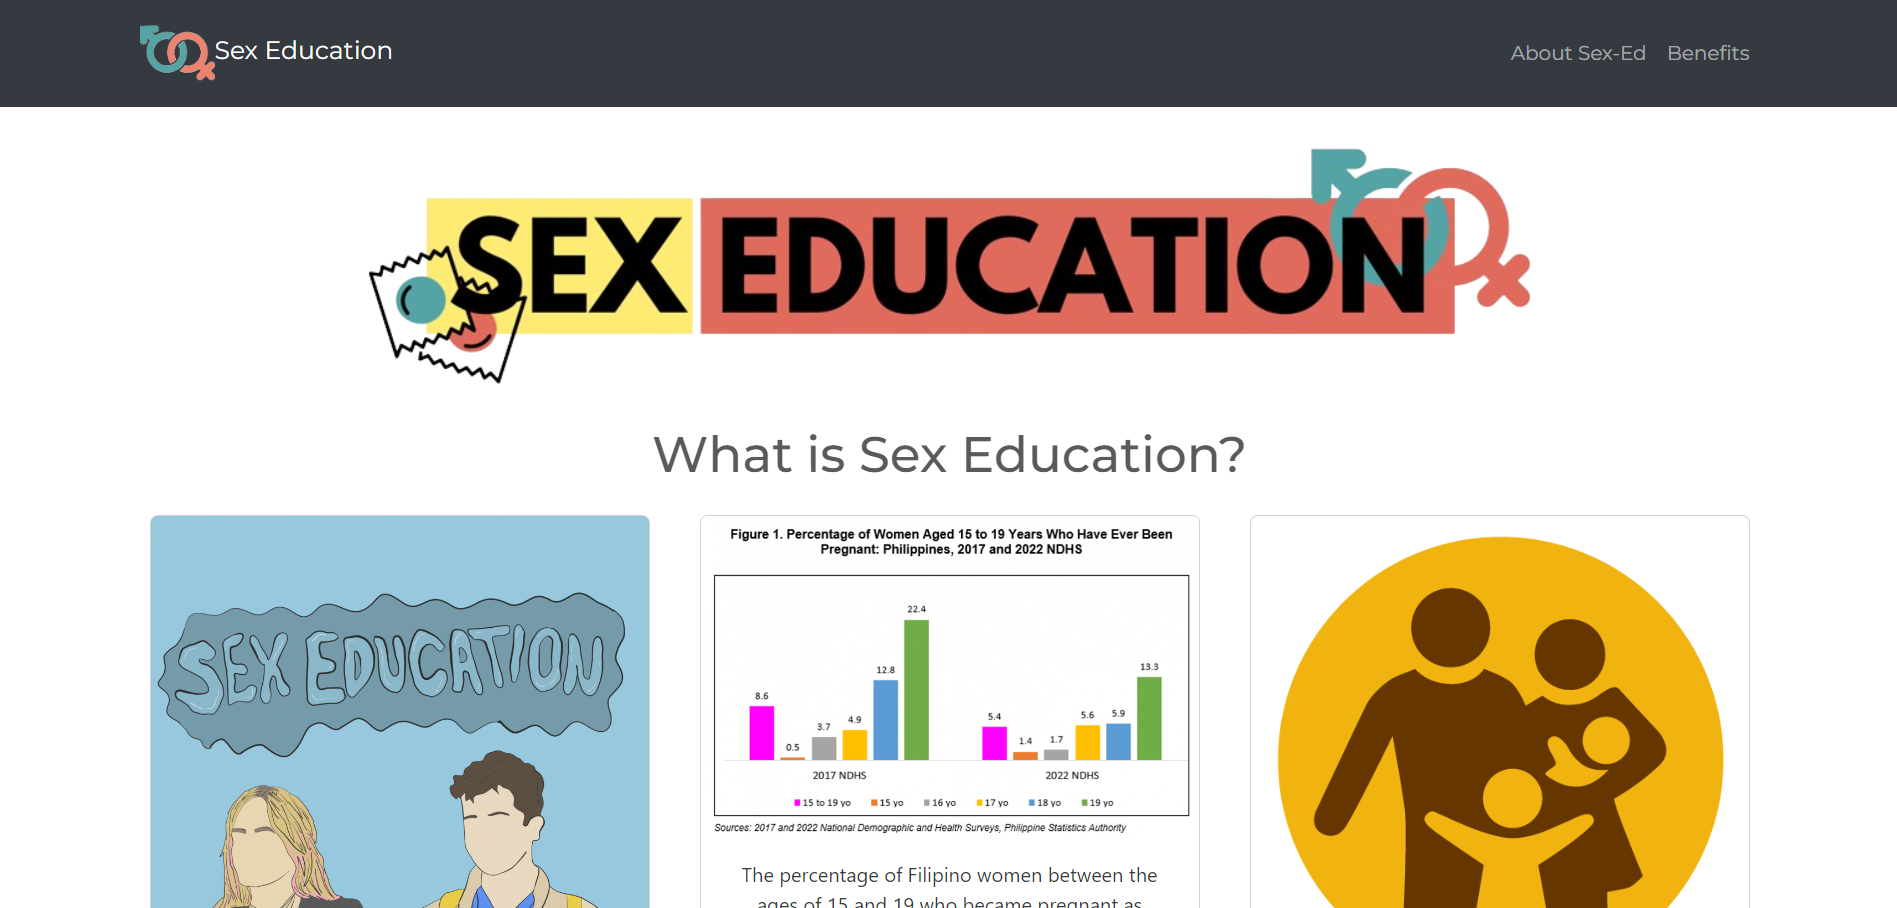 Sex Education
About Sex-Ed Benefits
SEX EDUCATION
What is Sex Education?
SEX EDUCATION
Figure 1. Percentage of Women Aged 15 to 19 Years Who Have Ever Been
Pregnant: Philippines, 2017 and 2022 NDHS
22.4
12.8
8.6
4.9
3.7
0.5
13.3
5.4
5.6
5.9
1.4
1.7
2017 NDHS
2022 NDHS
15 to 19 yo 15 yo 16 yo 17 yo 18 yo 19 yo
Sources: 2017 and 2022 National Demographic and Health Surveys, Philippine Statistics Authority
The percentage of Filipino women between the
ages of 15 and 19 who became pregnant as